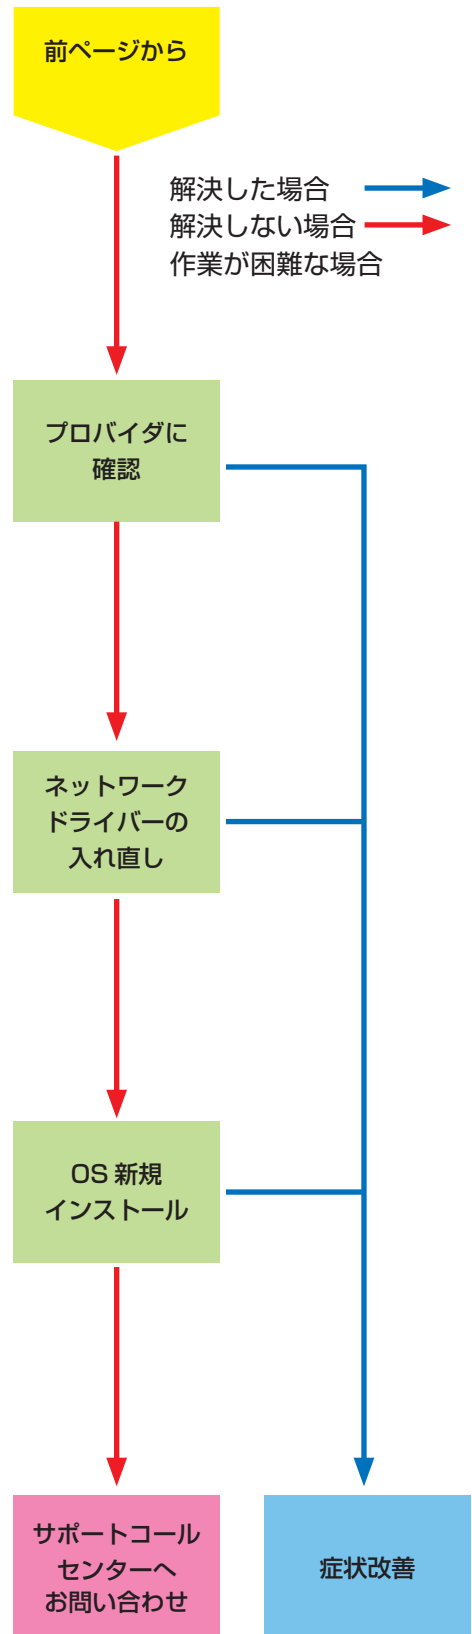 前ページから
解決した場合
解決しない場合
作業が困難な場合
プロバイダに
確認
ネットワーク
ドライバーの
入れ直し
OS 新規
インストール
サポートコール
センターへ
お問い合わせ
症状改善